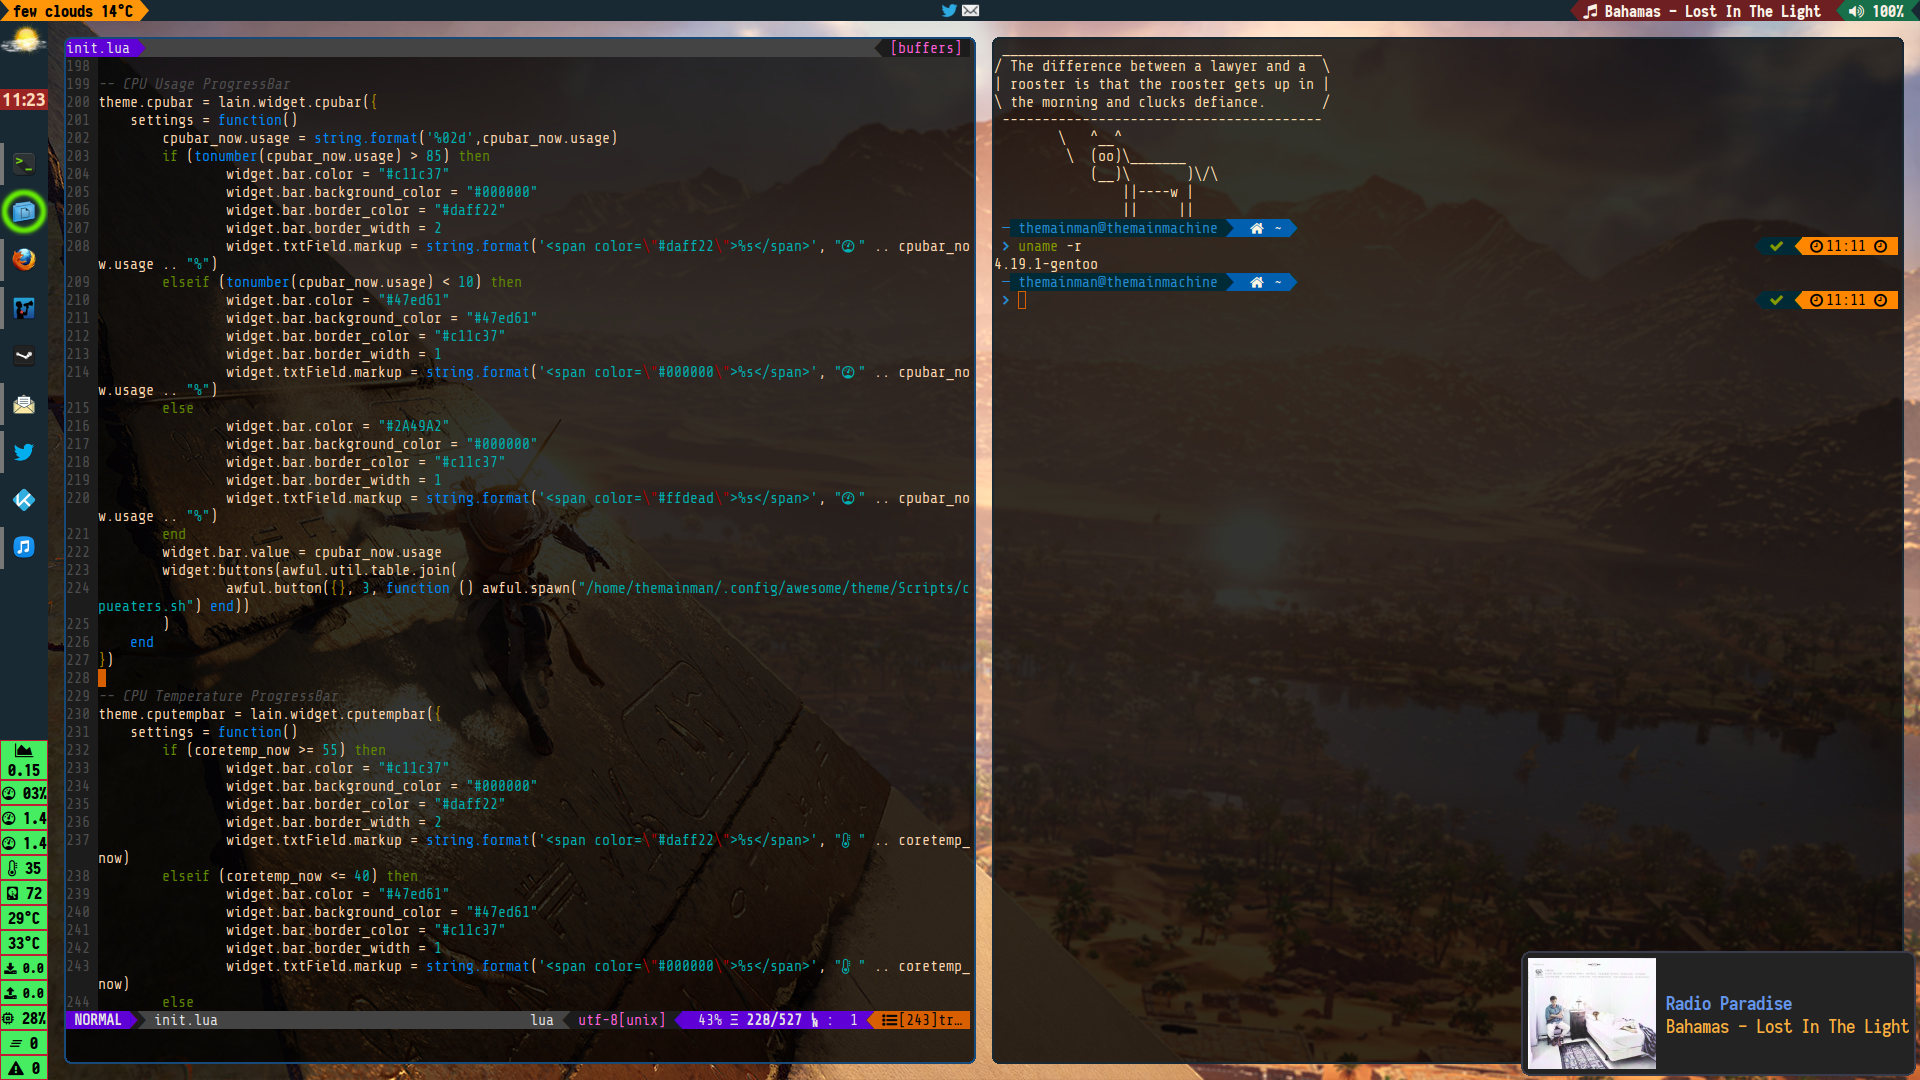 few clouds 14°C
Bahamas - Lost In The Light
100%
11:23
0.15
03%
1.4
1.4
35
72
29°C
33°C
0.0
0.0
28%
0
0
init.lua
[buffers]
198
199 -- CPU Usage ProgressBar
200 theme.cpubar = lain.widget.cpubar({
201     settings = function()
202         cpubar_now.usage = string.format('%02d',cpubar_now.usage)
203         if (tonumber(cpubar_now.usage) > 85) then
204                 widget.bar.color = "#c11c37"
205                 widget.bar.background_color = "#000000"
206                 widget.bar.border_color = "#daff22"
207                 widget.bar.border_width = 2
208                 widget.txtField.markup = string.format('<span color=\"#daff22\">%s</span>', " " .. cpubar_no
w.usage .. "%")
209         elseif (tonumber(cpubar_now.usage) < 10) then
210                 widget.bar.color = "#47ed61"
211                 widget.bar.background_color = "#47ed61"
212                 widget.bar.border_color = "#c11c37"
213                 widget.bar.border_width = 1
214                 widget.txtField.markup = string.format('<span color=\"#000000\">%s</span>', " " .. cpubar_no
w.usage .. "%")
215         else
216                 widget.bar.color = "#2A49A2"
217                 widget.bar.background_color = "#000000"
218                 widget.bar.border_color = "#c11c37"
219                 widget.bar.border_width = 1
220                 widget.txtField.markup = string.format('<span color=\"#ffdead\">%s</span>', " " .. cpubar_no
w.usage .. "%")
221         end
222         widget.bar.value = cpubar_now.usage
223         widget:buttons(awful.util.table.join(
224                 awful.button({}, 3, function () awful.spawn("/home/themainman/.config/awesome/theme/Scripts/c
pueaters.sh") end))
225         )
226     end
227 })
228
229 -- CPU Temperature ProgressBar
230 theme.cputempbar = lain.widget.cputempbar({
231     settings = function()
232         if (coretemp_now >= 55) then
233                 widget.bar.color = "#c11c37"
234                 widget.bar.background_color = "#000000"
235                 widget.bar.border_color = "#daff22"
236                 widget.bar.border_width = 2
237                 widget.txtField.markup = string.format('<span color=\"#daff22\">%s</span>', " " .. coretemp_
now)
238         elseif (coretemp_now <= 40) then
239                 widget.bar.color = "#47ed61"
240                 widget.bar.background_color = "#47ed61"
241                 widget.bar.border_color = "#c11c37"
242                 widget.bar.border_width = 1
243                 widget.txtField.markup = string.format('<span color=\"#000000\">%s</span>', " " .. coretemp_
now)
244         else
NORMAL init.lua lua utf-8[unix] 43% Ξ 228/527 : 1 [243]tr…
________________________________________
/ The difference between a lawyer and a  \
| rooster is that the rooster gets up in |
\ the morning and clucks defiance.       /
----------------------------------------
        \   ^__^
         \  (oo)\_______
            (__)\       )\/\
                ||----w |
                ||     ||
themainman@themainmachine ~
> uname -r ✔ 11:11
4.19.1-gentoo
themainman@themainmachine ~
> ✔ 11:11
Radio Paradise
Bahamas - Lost In The Light